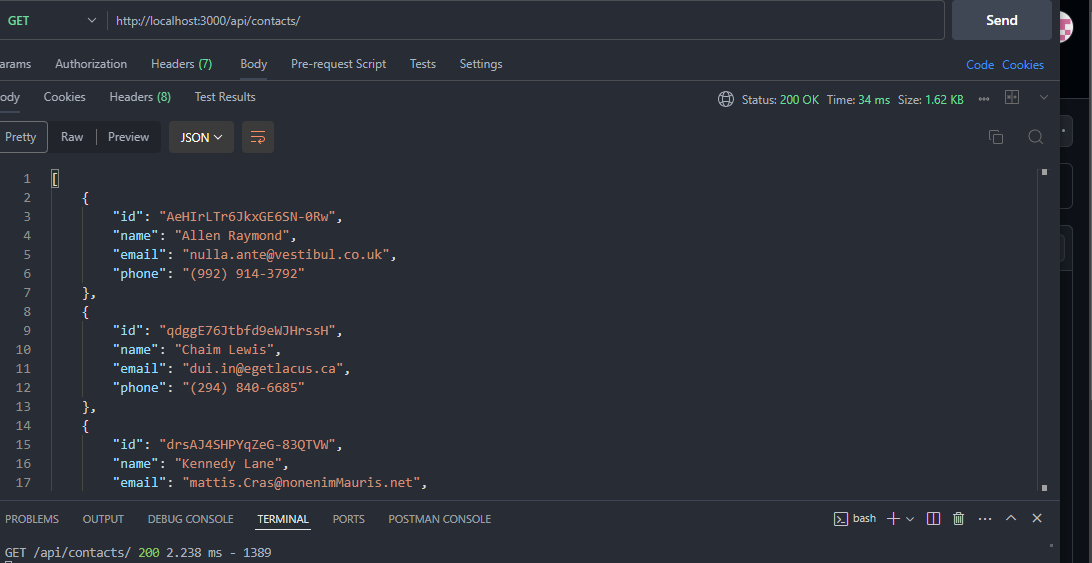 GET http://localhost:3000/api/contacts/ Send
arams Authorization Headers (7) Body Pre-request Script Tests Settings Code Cookies
ody Cookies Headers (8) Test Results Status: 200 OK Time: 34 ms Size: 1.62 KB
Pretty Raw Preview JSON
1 [
2 {
3 "id": "AeHIrLTr6JkxGE6SN-0Rw",
4 "name": "Allen Raymond",
5 "email": "nulla.ante@vestibul.co.uk",
6 "phone": "(992) 914-3792"
7 },
8 {
9 "id": "qdggE76Jtbfd9eWJHrssH",
10 "name": "Chaim Lewis",
11 "email": "dui.in@egetlacus.ca",
12 "phone": "(294) 840-6685"
13 },
14 {
15 "id": "drsAJ4SHPYqZeG-83QTVW",
16 "name": "Kennedy Lane",
17 "email": "mattis.Cras@nonenimMauris.net",
PROBLEMS OUTPUT DEBUG CONSOLE TERMINAL PORTS POSTMAN CONSOLE bash
GET /api/contacts/ 200 2.238 ms - 1389